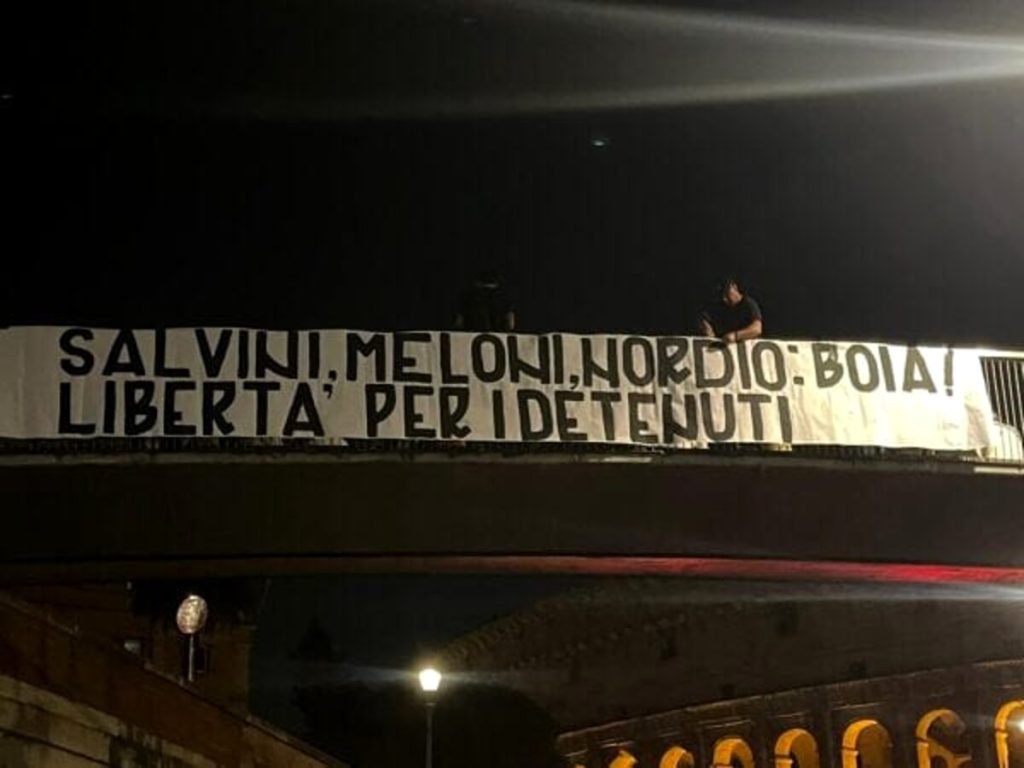 SALVINI, MELONI, NORDIO: BOIA!
LIBERTA' PER I DETENUTI